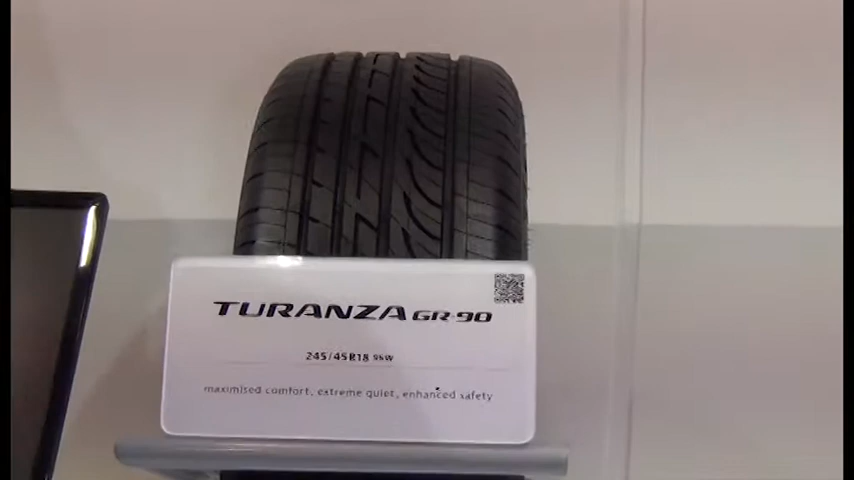 TURANZA GR-90
245/45R18 96W
maximised comfort, extreme quiet, enhanced safety